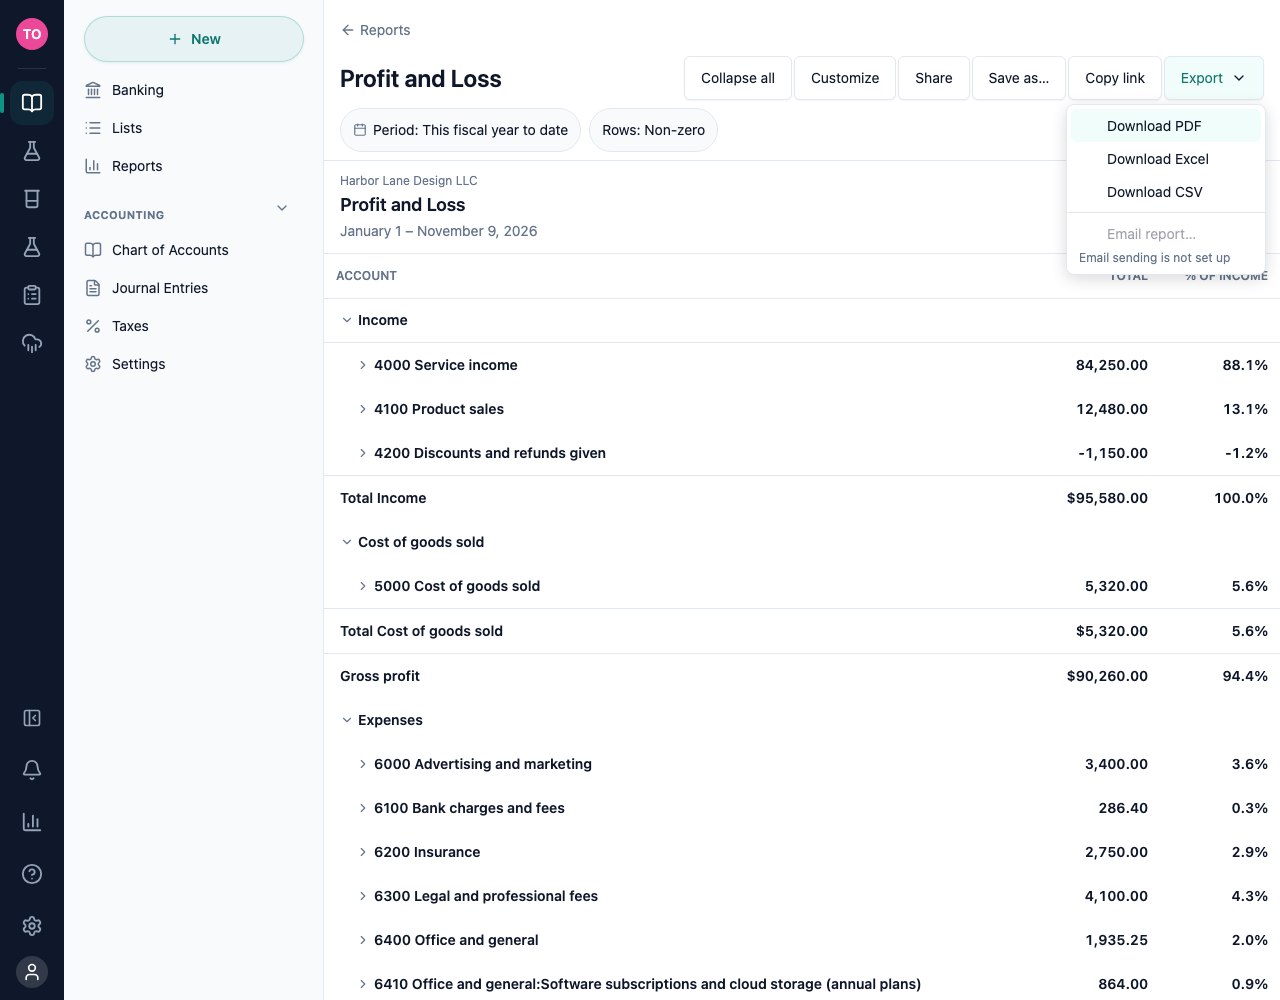 TO
New
Banking
Lists
Reports
ACCOUNTING
Chart of Accounts
Journal Entries
Taxes
Settings
Reports
Profit and Loss
Collapse all
Customize
Share
Save as...
Copy link
Export
Period: This fiscal year to date
Rows: Non-zero
Download PDF
Download Excel
Download CSV
Email report...
Email sending is not set up
Harbor Lane Design LLC
Profit and Loss
January 1 – November 9, 2026
ACCOUNT TOTAL % OF INCOME
Income
4000 Service income 84,250.00 88.1%
4100 Product sales 12,480.00 13.1%
4200 Discounts and refunds given -1,150.00 -1.2%
Total Income $95,580.00 100.0%
Cost of goods sold
5000 Cost of goods sold 5,320.00 5.6%
Total Cost of goods sold $5,320.00 5.6%
Gross profit $90,260.00 94.4%
Expenses
6000 Advertising and marketing 3,400.00 3.6%
6100 Bank charges and fees 286.40 0.3%
6200 Insurance 2,750.00 2.9%
6300 Legal and professional fees 4,100.00 4.3%
6400 Office and general 1,935.25 2.0%
6410 Office and general:Software subscriptions and cloud storage (annual plans) 864.00 0.9%